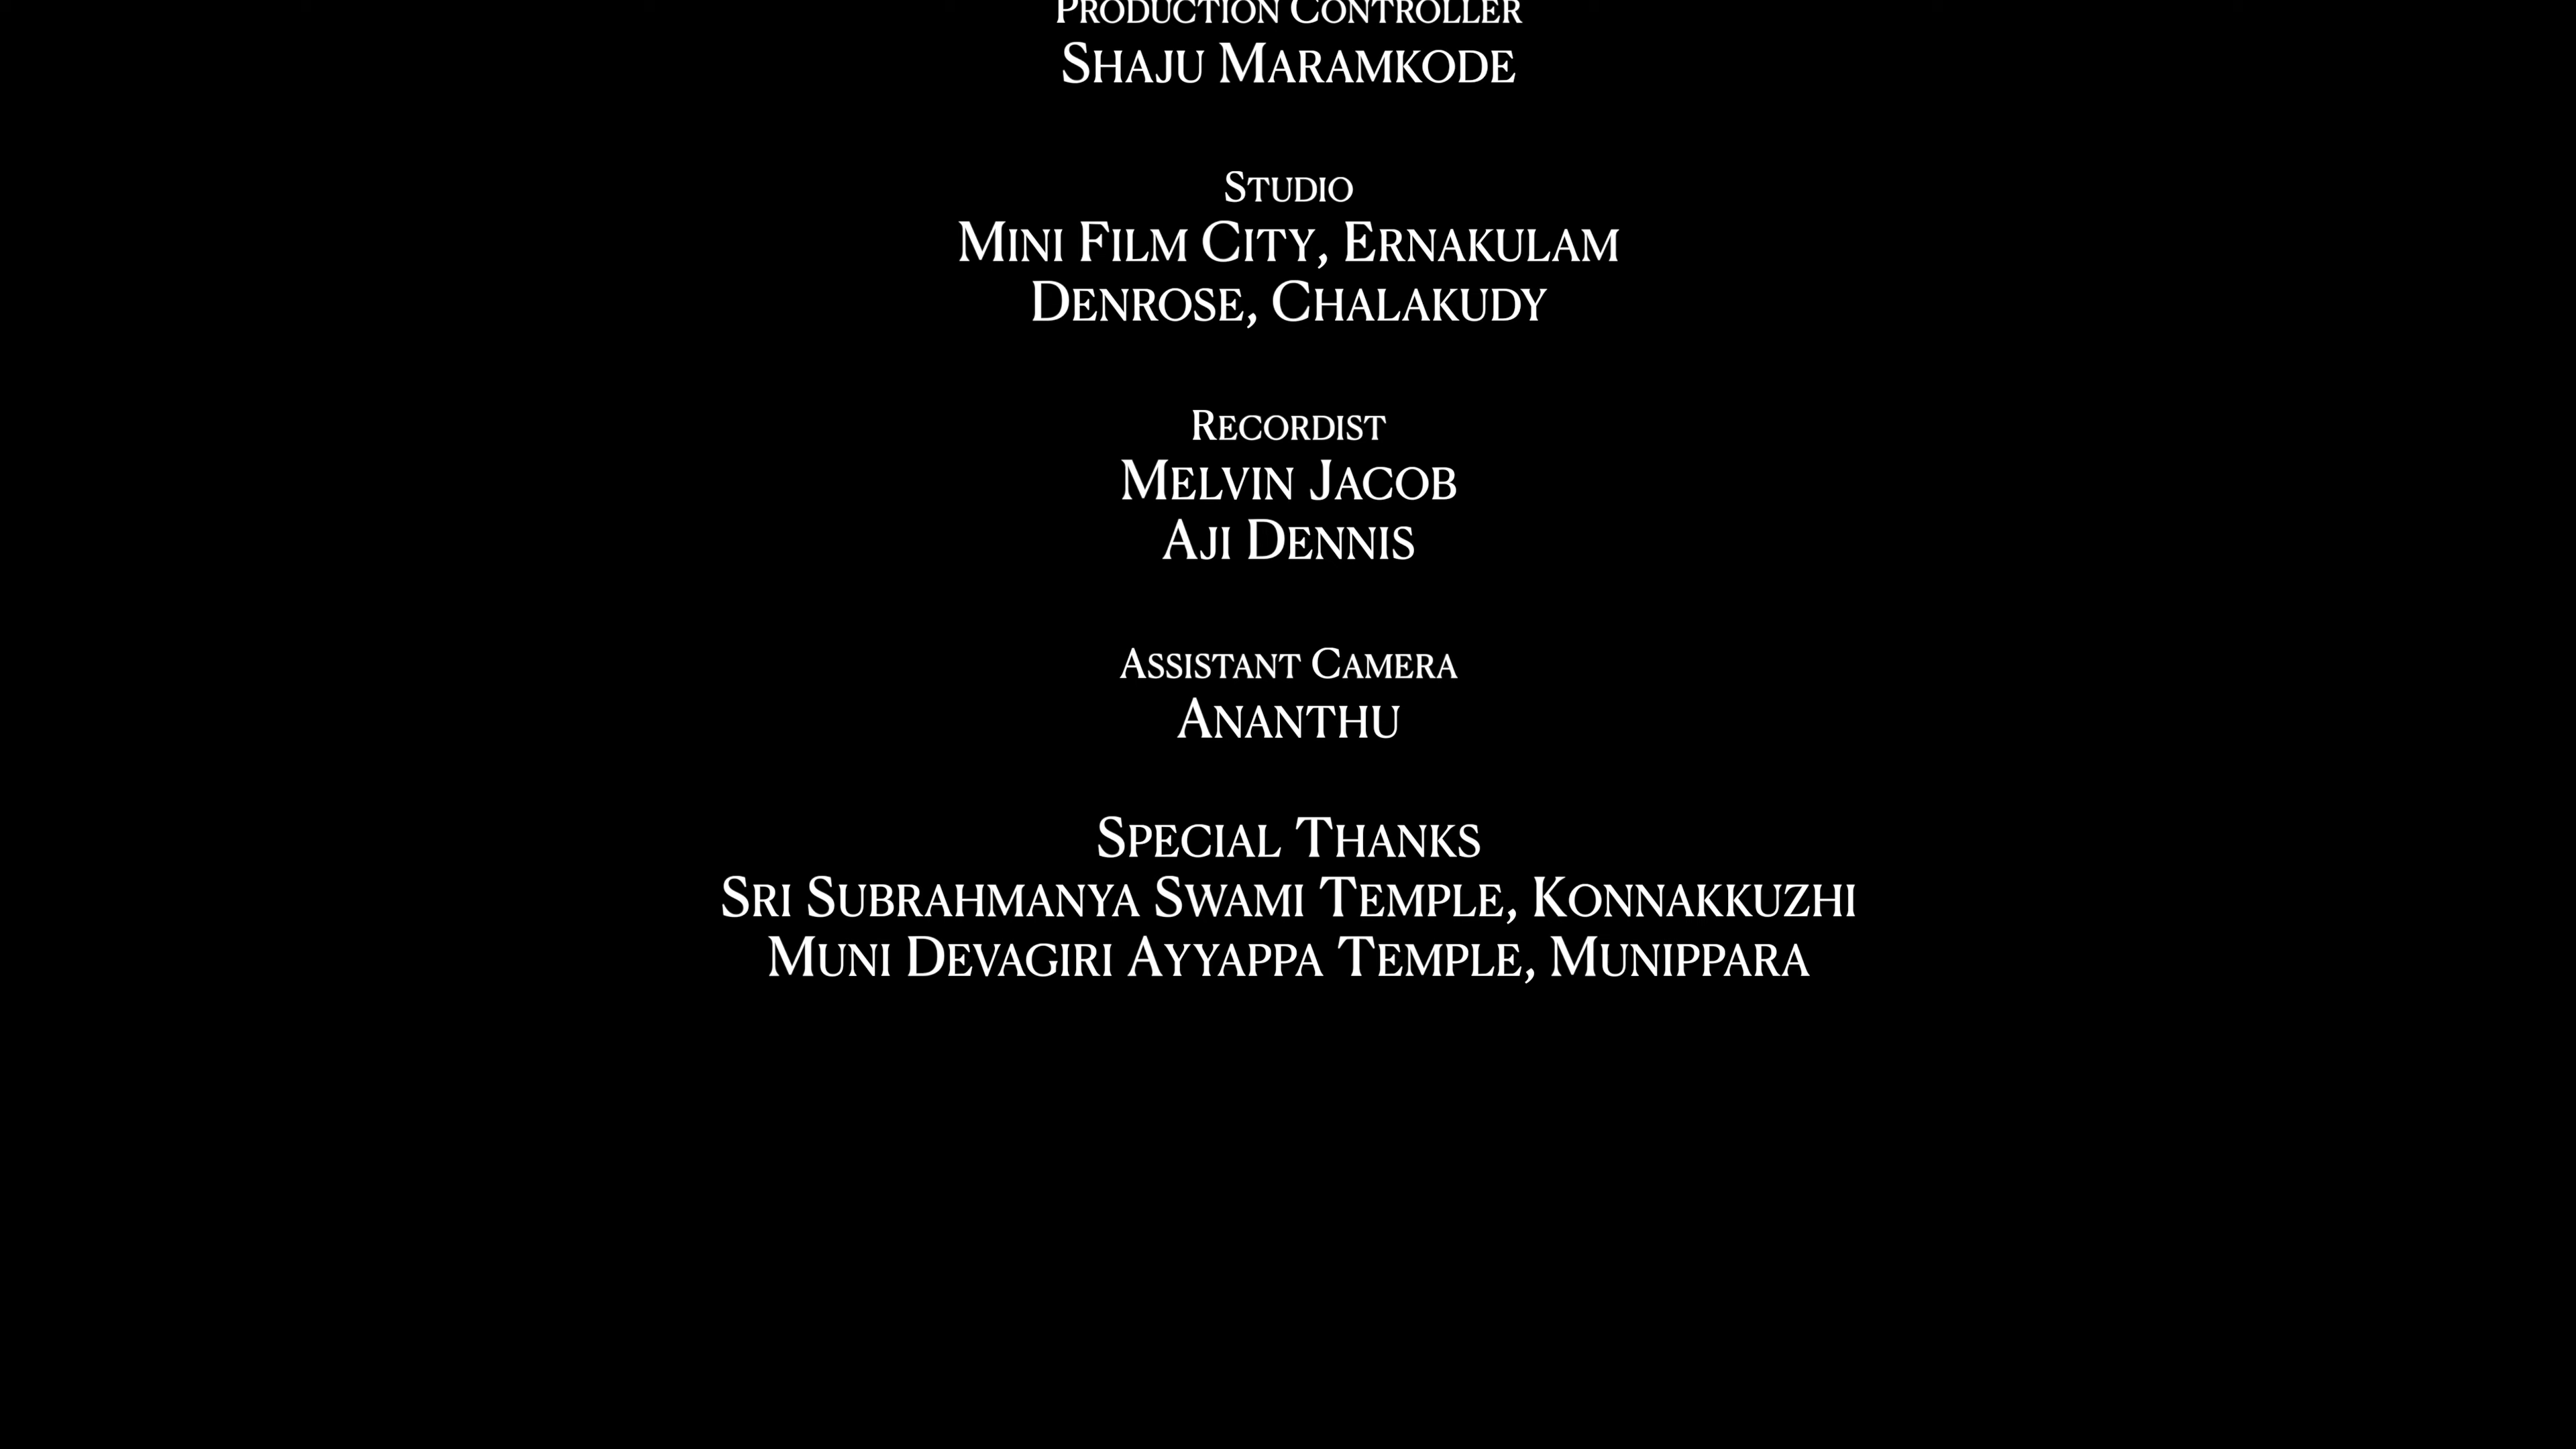 Production Controller
Shaju Maramkode
Studio
Mini Film City, Ernakulam
Denrose, Chalakudy
Recordist
Melvin Jacob
Aji Dennis
Assistant Camera
Ananthu
Special Thanks
Sri Subrahmanya Swami Temple, Konnakkuzhi
Muni Devagiri Ayyappa Temple, Munippara